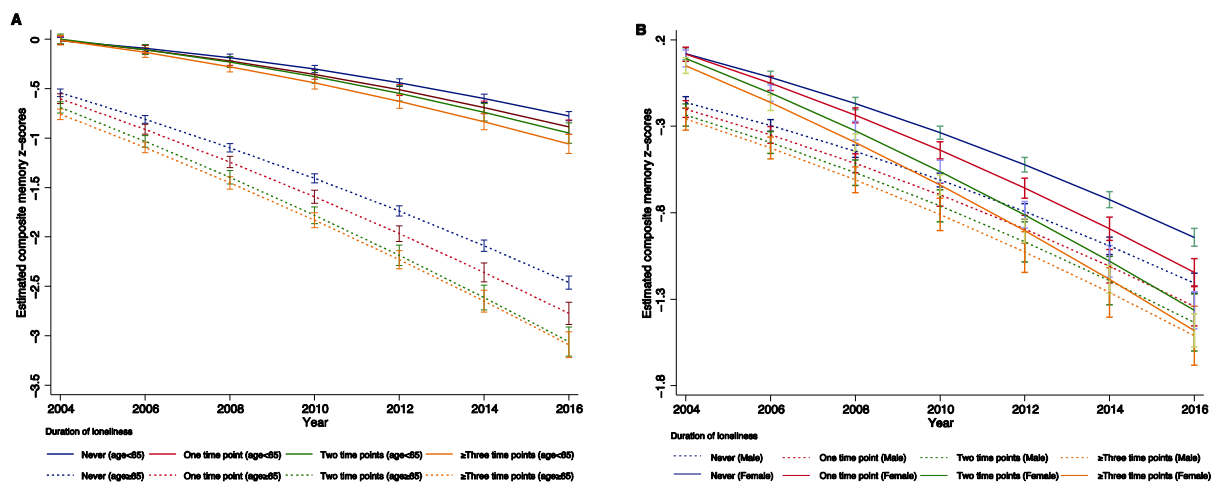 A
Estimated composite memory z-scores
0
-.5
-1
-1.5
-2
-2.5
-3
-3.5
2004 2006 2008 2010 2012 2014 2016
Year
Duration of loneliness
Never (age<65) One time point (age<65) Two time points (age<65) ≥Three time points (age<65)
Never (age≥65) One time point (age≥65) Two time points (age≥65) ≥Three time points (age≥65)
B
Estimated composite memory z-scores
.2
-.3
-.8
-1.3
-1.8
2004 2006 2008 2010 2012 2014 2016
Year
Duration of loneliness
Never (Male) One time point (Male) Two time points (Male) ≥Three time points (Male)
Never (Female) One time point (Female) Two time points (Female) ≥Three time points (Female)